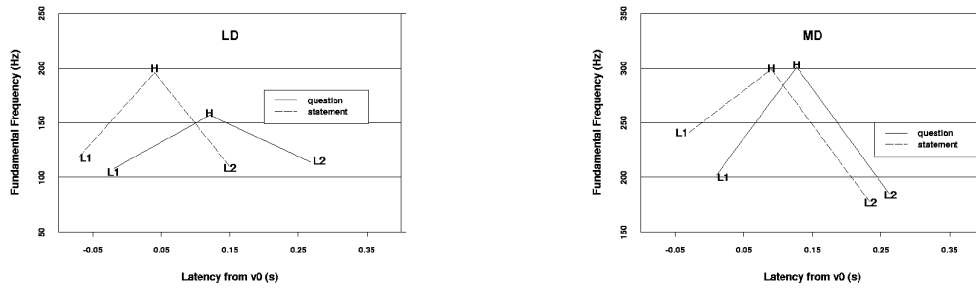 LD
Fundamental Frequency (Hz)
250
200
150
100
50
H
H
L1
L1
L2
L2
question
statement
-0.05
0.05
0.15
0.25
0.35
Latency from v0 (s)
MD
Fundamental Frequency (Hz)
350
300
250
200
150
H
H
L1
L1
L2
L2
question
statement
-0.05
0.05
0.15
0.25
0.35
Latency from v0 (s)